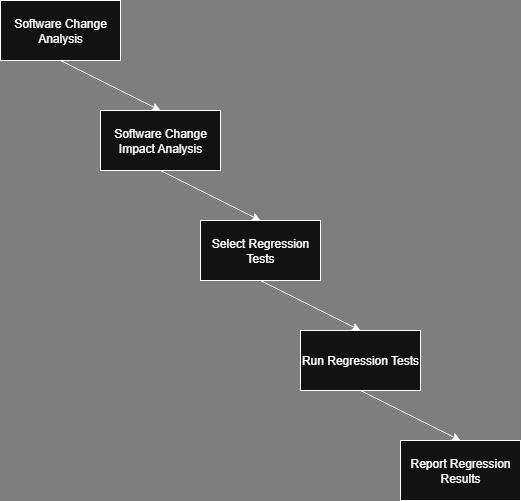 Software Change
Analysis
Software Change
Impact Analysis
Select Regression
Tests
Run Regression Tests
Report Regression
Results